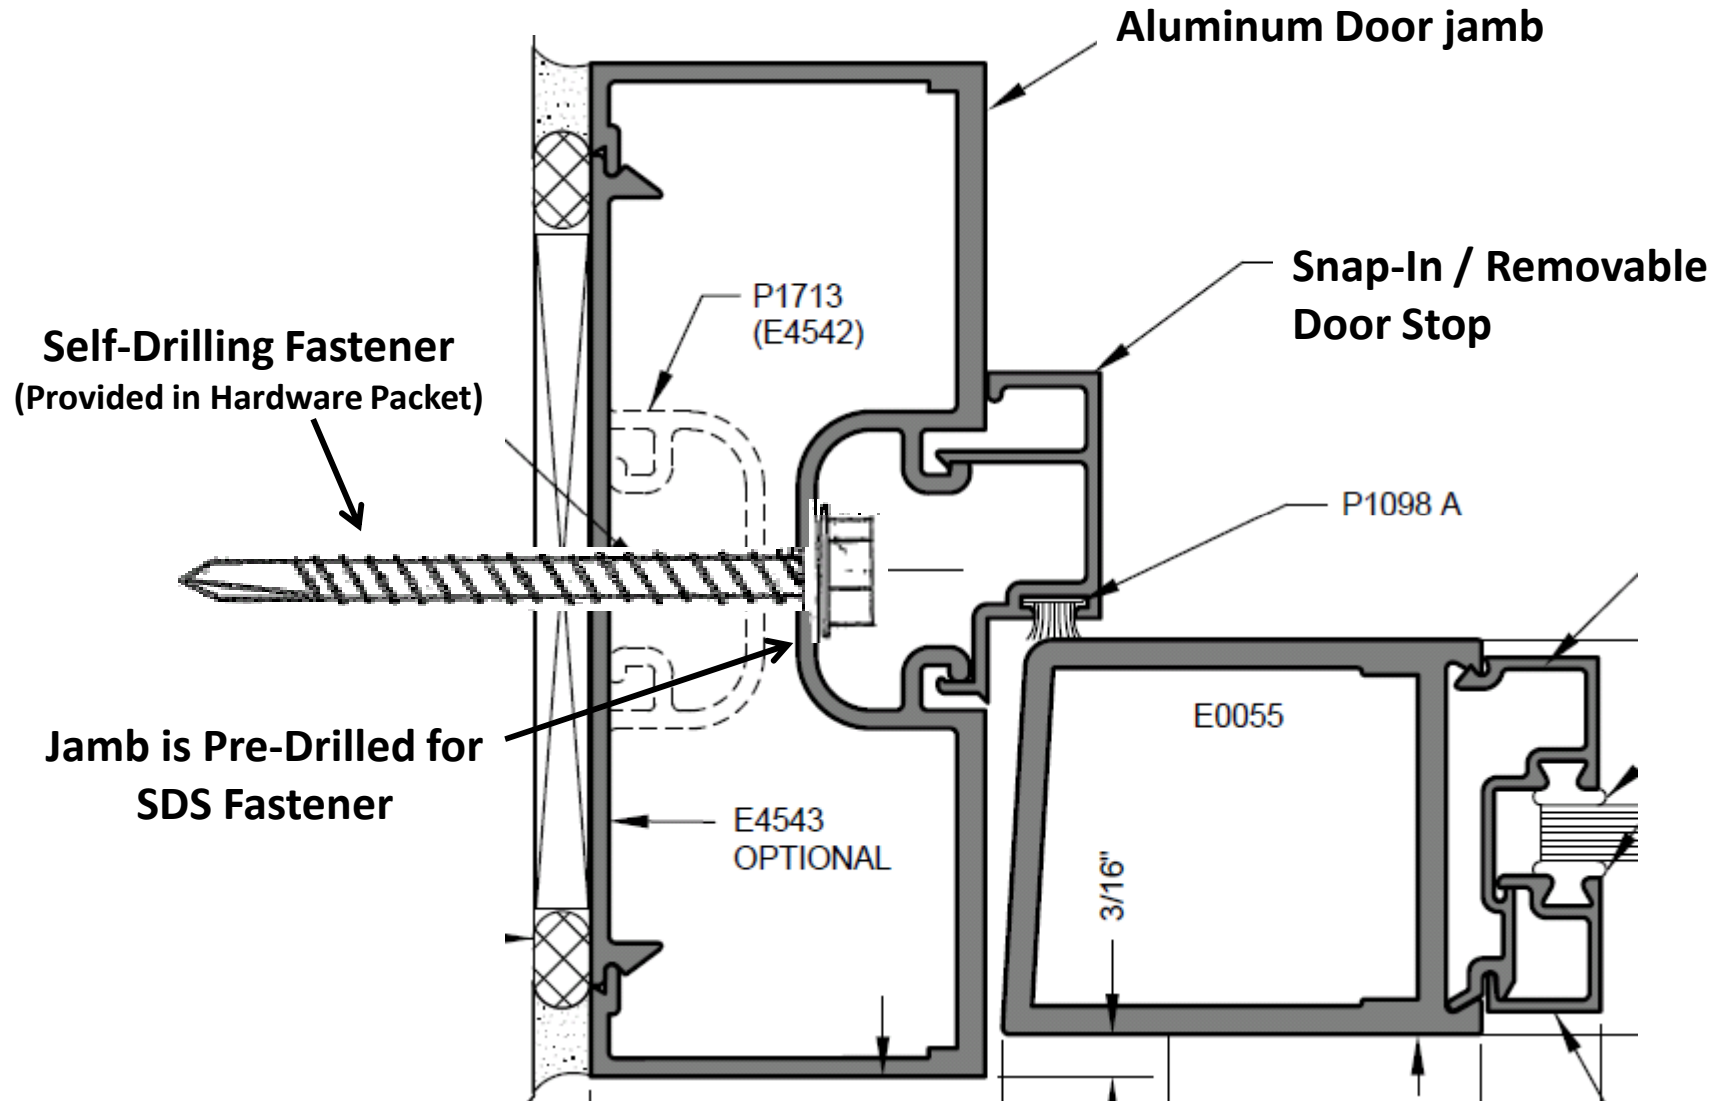 Aluminum Door jamb
Snap-In / Removable
Door Stop
P1713
(E4542)
Self-Drilling Fastener
(Provided in Hardware Packet)
P1098 A
E0055
Jamb is Pre-Drilled for
SDS Fastener
E4543
OPTIONAL
3/16"